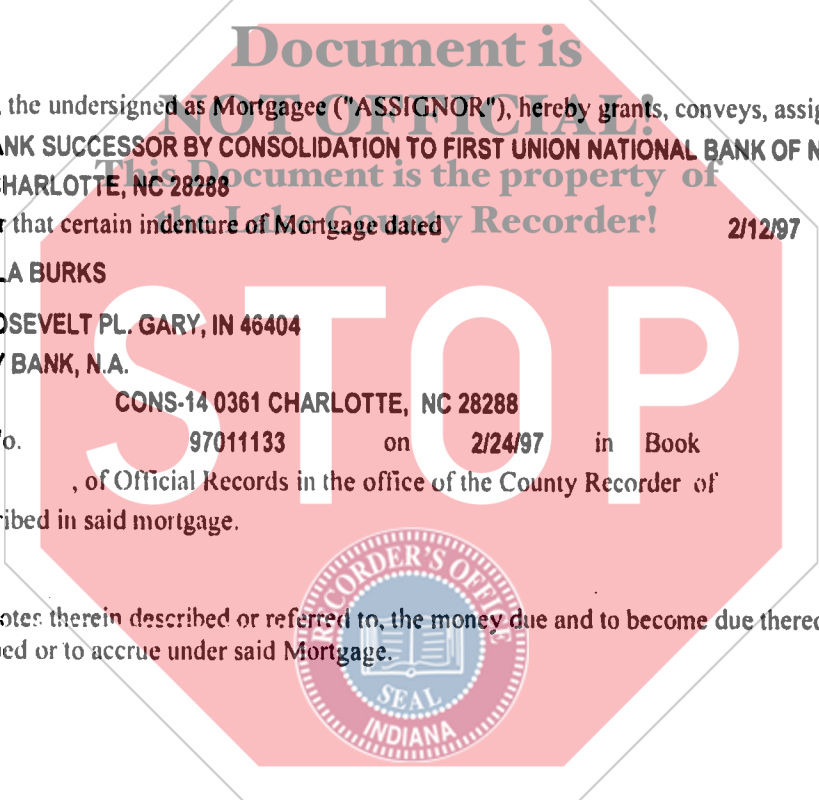 Document is
, the undersigned as Mortgagee ("ASSIGNOR"), hereby grants, conveys, assig
NOT OFFICIAL!
ANK SUCCESSOR BY CONSOLIDATION TO FIRST UNION NATIONAL BANK OF N
This Document is the property of
CHARLOTTE, NC 28288
the Lake County Recorder!
r that certain indenture of Mortgage dated 2/12/97
LA BURKS
OSEVELT PL. GARY, IN 46404
Y BANK, N.A.
STOP
CONS-14 0361 CHARLOTTE, NC 28288
o. 97011133 on 2/24/97 in Book
, of Official Records in the office of the County Recorder of
ribed in said mortgage.
RECORDER'S OFFICE
otes therein described or referred to, the money due and to become due thereo
ed or to accrue under said Mortgage.
SEAL
INDIANA